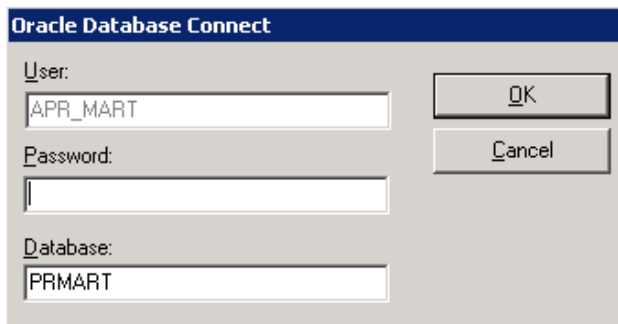 Oracle Database Connect
User:
APR_MART
OK
Password:
Cancel
Database:
PRMART